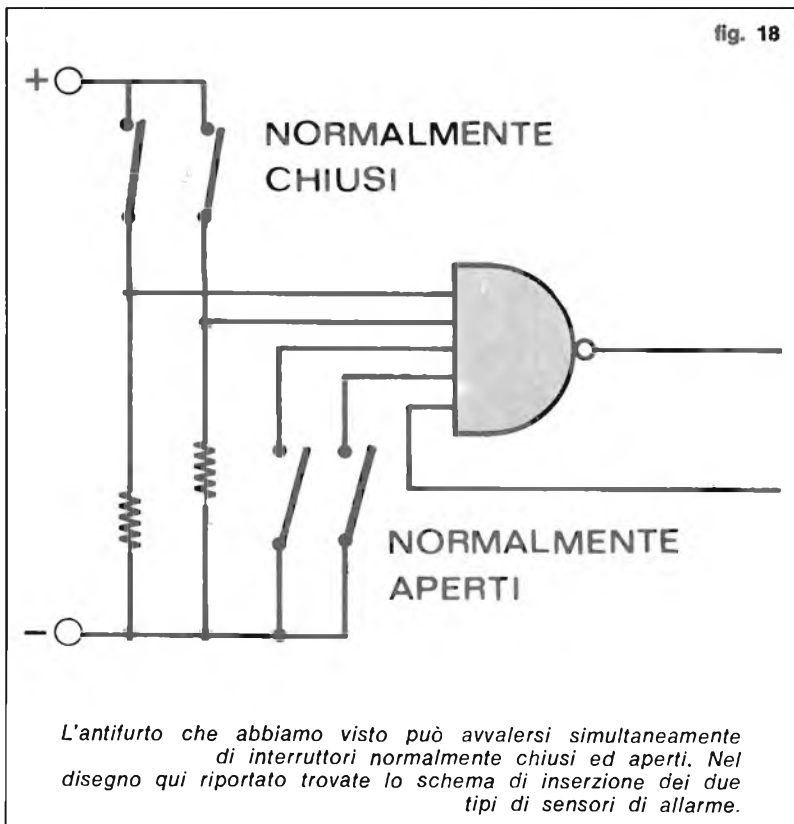 fig. 18
+
NORMALMENTE
CHIUSI
NORMALMENTE
APERTI
−
L'antifurto che abbiamo visto può avvalersi simultaneamente
di interruttori normalmente chiusi ed aperti. Nel
disegno qui riportato trovate lo schema di inserzione dei due
tipi di sensori di allarme.